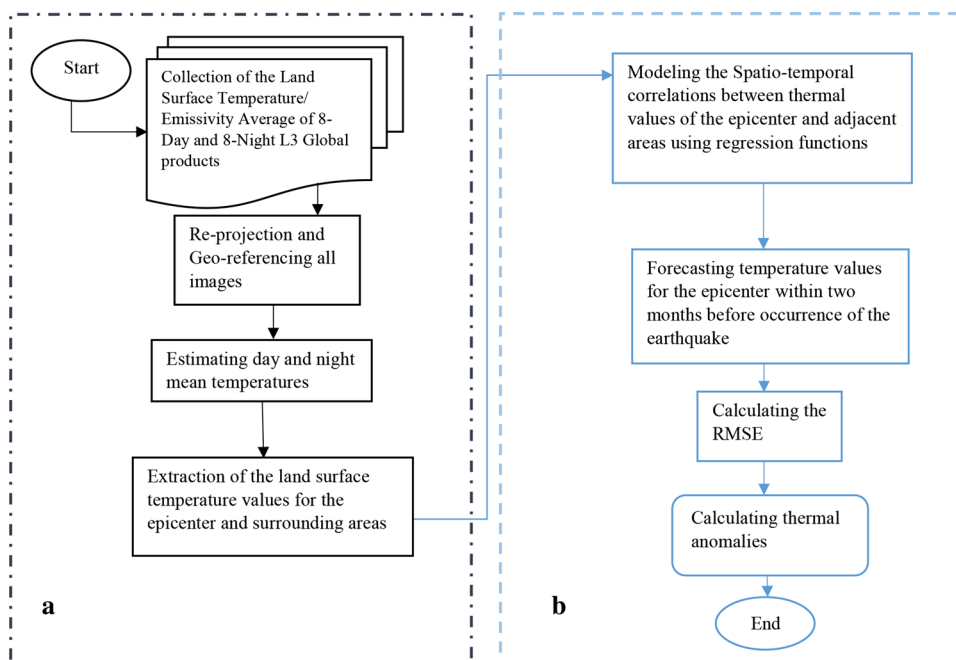 Start
Collection of the Land
Surface Temperature/
Emissivity Average of 8-
Day and 8-Night L3 Global
products
Re-projection and
Geo-referencing all
images
Estimating day and night
mean temperatures
Extraction of the land surface
temperature values for the
epicenter and surrounding areas
a
Modeling the Spatio-temporal
correlations between thermal
values of the epicenter and adjacent
areas using regression functions
Forecasting temperature values
for the epicenter within two
months before occurrence of the
earthquake
Calculating the
RMSE
Calculating thermal
anomalies
End
b